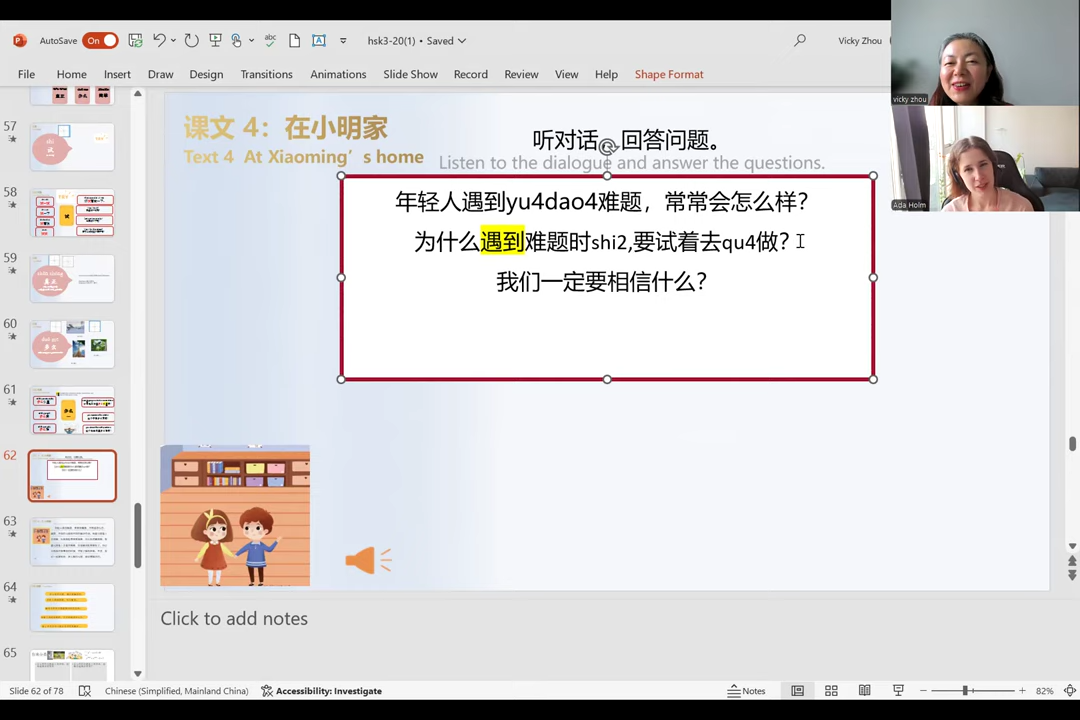 AutoSave On hsk3-20(1) • Saved Vicky Zhou
File Home Insert Draw Design Transitions Animations Slide Show Record Review View Help Shape Format
vicky zhou
Ada Holm
课文 4：在小明家
Text 4 At Xiaoming's home
听对话，回答问题。
Listen to the dialogue and answer the questions.
年轻人遇到yu4dao4难题，常常会怎么样？
为什么遇到难题时shi2,要试着去qu4做？
我们一定要相信什么？
57
58
59
60
61
62
63
64
65
Click to add notes
Slide 62 of 78 Chinese (Simplified, Mainland China) Accessibility: Investigate Notes 82%